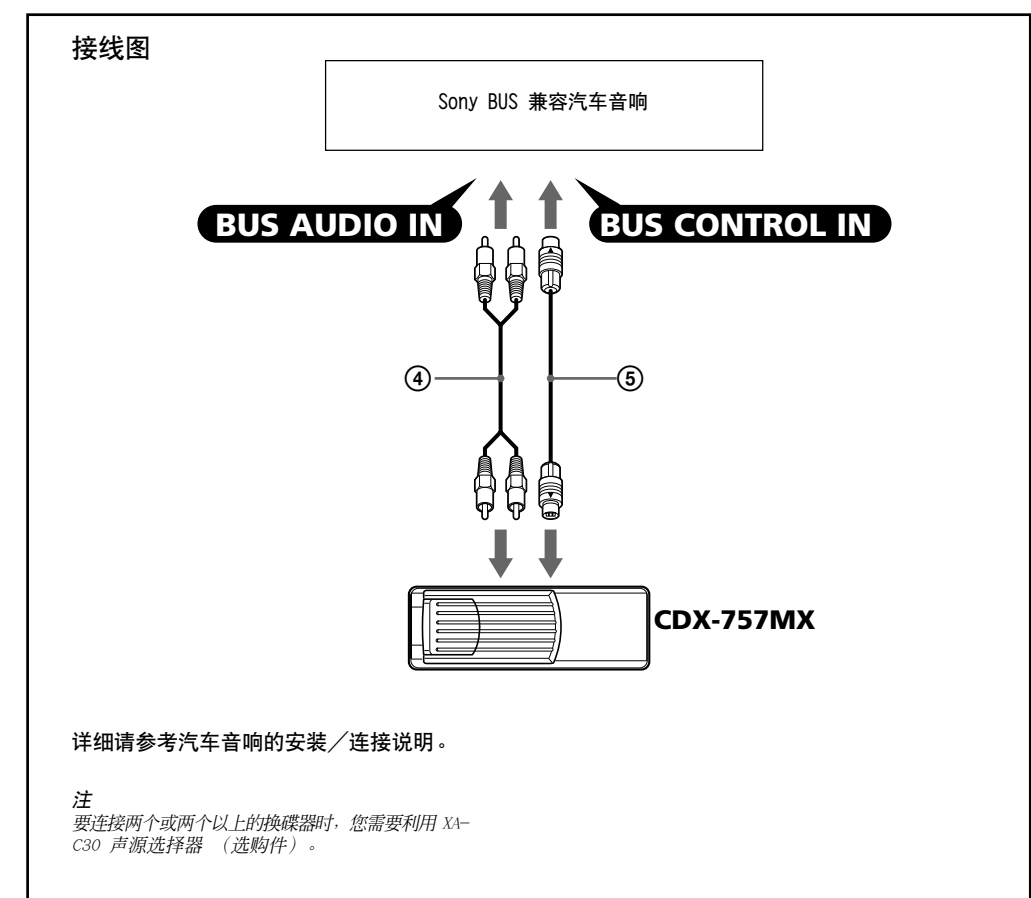 接线图
Sony BUS 兼容汽车音响
BUS AUDIO IN
BUS CONTROL IN
④
⑤
CDX-757MX
详细请参考汽车音响的安装／连接说明。
注
要连接两个或两个以上的换碟器时，您需要利用 XA-
C30 声源选择器 （选购件）。